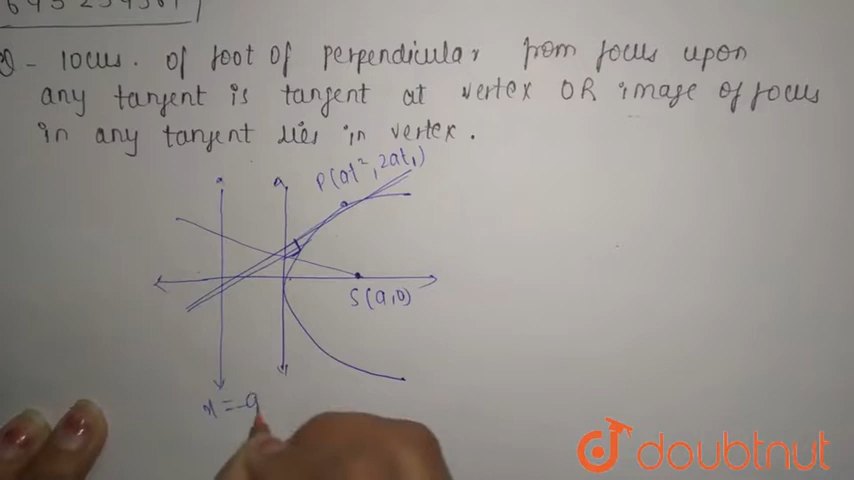 locus. of foot of perpendicular from focus upon
any tangent is tangent at vertex OR image of focus
in any tangent lies in vertex.
P(at², 2at₁)
S(a,0)
x=-a
doubtnut